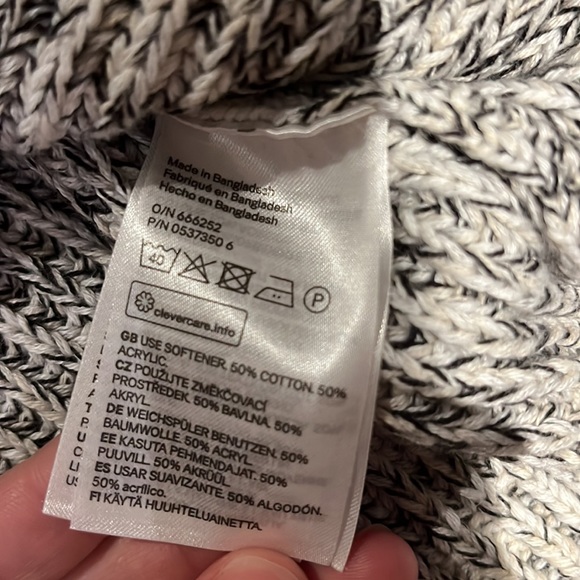 Made in Bangladesh
Fabriqué en Bangladesh
Hecho en Bangladesh
O/N 666252
P/N 0537350 6
40
P
clevercare.info
GB USE SOFTENER. 50% COTTON. 50%
ACRYLIC.
CZ POUŽIJTE ZMĚKČOVACÍ
PROSTŘEDEK. 50% BAVLNA. 50%
AKRYL.
DE WEICHSPÜLER BENUTZEN. 50%
BAUMWOLLE. 50% ACRYL.
EE KASUTA PEHMENDAJAT. 50%
PUUVILL. 50% AKRÜÜL.
ES USAR SUAVIZANTE. 50% ALGODÓN.
50% acrílico.
FI KÄYTÄ HUUHTELUAINETTA.